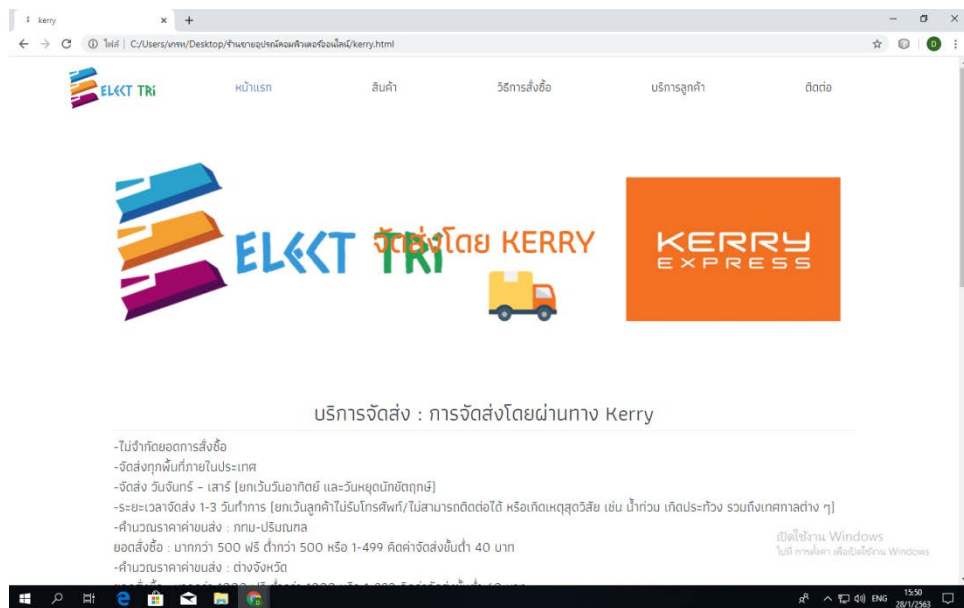 kerry
ไฟล์ | C:/Users/เกรพ/Desktop/ร้านขายอุปรณ์คอมพิวเตอร์ออนไลน์/kerry.html
ELECT TRi
หน้าแรก สินค้า วิธีการสั่งซื้อ บริการลูกค้า ติดต่อ
ELECT TRi
จัดส่งโดย KERRY
KERRY
EXPRESS
บริการจัดส่ง : การจัดส่งโดยผ่านทาง Kerry
-ไม่จำกัดยอดการสั่งซื้อ
-จัดส่งทุกพื้นที่ภายในประเทศ
-จัดส่ง วันจันทร์ – เสาร์ (ยกเว้นวันอาทิตย์ และวันหยุดนักขัตฤกษ์)
-ระยะเวลาจัดส่ง 1-3 วันทำการ (ยกเว้นลูกค้าไม่รับโทรศัพท์/ไม่สามารถติดต่อได้ หรือเกิดเหตุสุดวิสัย เช่น น้ำท่วม เกิดประท้วง รวมถึงเทศกาลต่าง ๆ)
-คำนวณราคาค่าขนส่ง : กทม-ปริมณฑล
ยอดสั่งซื้อ : มากกว่า 500 ฟรี ต่ำกว่า 500 หรือ 1-499 คิดค่าจัดส่งขั้นต่ำ 40 บาท
-คำนวณราคาค่าขนส่ง : ต่างจังหวัด
เปิดใช้งาน Windows
ไปที่ การตั้งค่า เพื่อเปิดใช้งาน Windows
D
ENG
15:50
28/1/2563